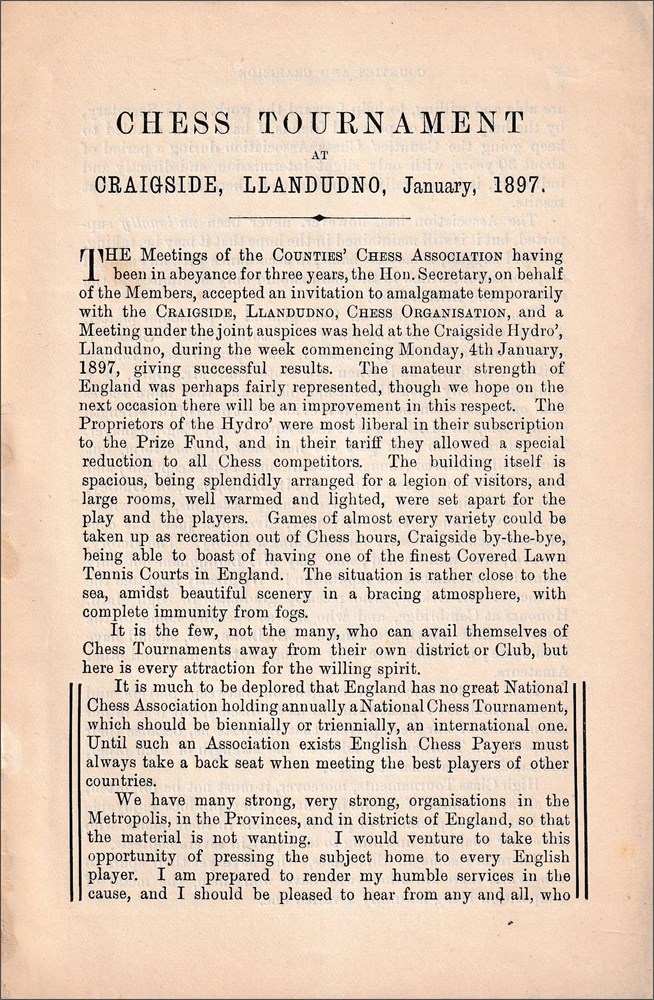 CHESS TOURNAMENT
AT
CRAIGSIDE, LLANDUDNO, January, 1897.
THE Meetings of the COUNTIES' CHESS ASSOCIATION having
been in abeyance for three years, the Hon. Secretary, on behalf
of the Members, accepted an invitation to amalgamate temporarily
with the CRAIGSIDE, LLANDUDNO, CHESS ORGANISATION, and a
Meeting under the joint auspices was held at the Craigside Hydro',
Llandudno, during the week commencing Monday, 4th January,
1897, giving successful results. The amateur strength of
England was perhaps fairly represented, though we hope on the
next occasion there will be an improvement in this respect. The
Proprietors of the Hydro' were most liberal in their subscription
to the Prize Fund, and in their tariff they allowed a special
reduction to all Chess competitors. The building itself is
spacious, being splendidly arranged for a legion of visitors, and
large rooms, well warmed and lighted, were set apart for the
play and the players. Games of almost every variety could be
taken up as recreation out of Chess hours, Craigside by-the-bye,
being able to boast of having one of the finest Covered Lawn
Tennis Courts in England. The situation is rather close to the
sea, amidst beautiful scenery in a bracing atmosphere, with
complete immunity from fogs.
It is the few, not the many, who can avail themselves of
Chess Tournaments away from their own district or Club, but
here is every attraction for the willing spirit.
It is much to be deplored that England has no great National
Chess Association holding annually a National Chess Tournament,
which should be biennially or triennially, an international one.
Until such an Association exists English Chess Payers must
always take a back seat when meeting the best players of other
countries.
We have many strong, very strong, organisations in the
Metropolis, in the Provinces, and in districts of England, so that
the material is not wanting. I would venture to take this
opportunity of pressing the subject home to every English
player. I am prepared to render my humble services in the
cause, and I should be pleased to hear from any and all, who